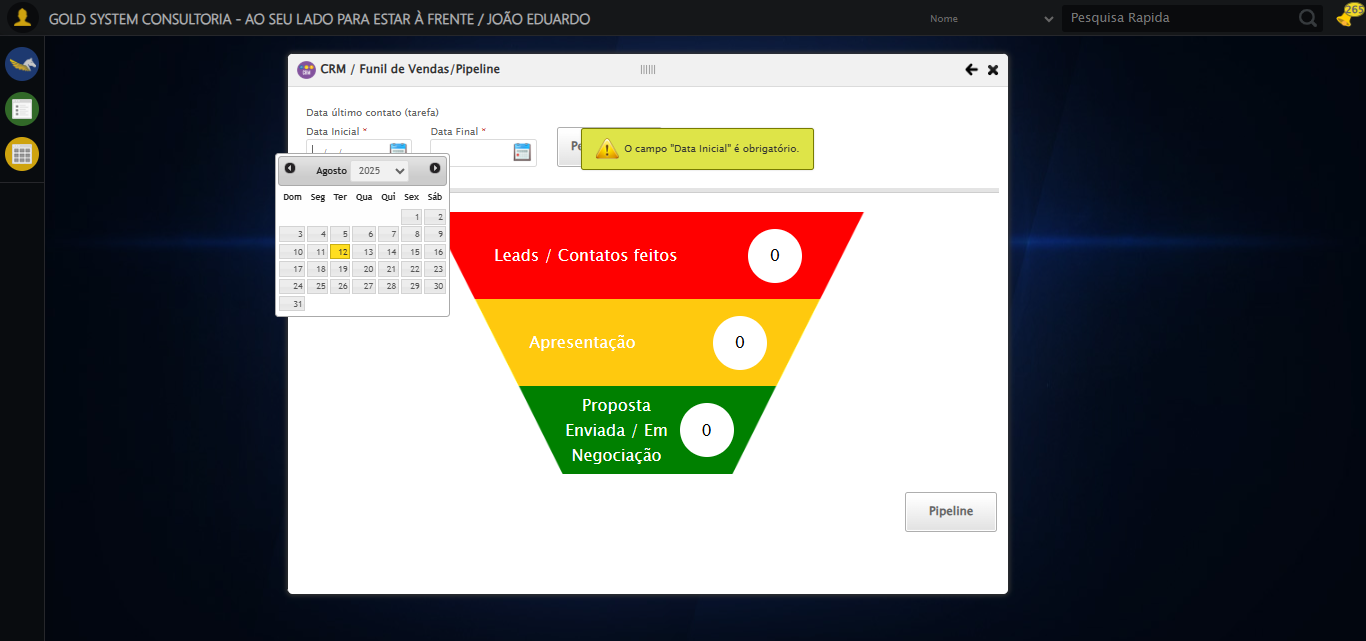 GOLD SYSTEM CONSULTORIA - AO SEU LADO PARA ESTAR À FRENTE / JOÃO EDUARDO
Nome
Pesquisa Rapida
265
CRM / Funil de Vendas/Pipeline
Data último contato (tarefa)
Data Inicial *
Data Final *
Pe
O campo "Data Inicial" é obrigatório.
Agosto 2025
Dom Seg Ter Qua Qui Sex Sáb
1 2
3 4 5 6 7 8 9
10 11 12 13 14 15 16
17 18 19 20 21 22 23
24 25 26 27 28 29 30
31
Leads / Contatos feitos
0
Apresentação
0
Proposta
Enviada / Em
Negociação
0
Pipeline